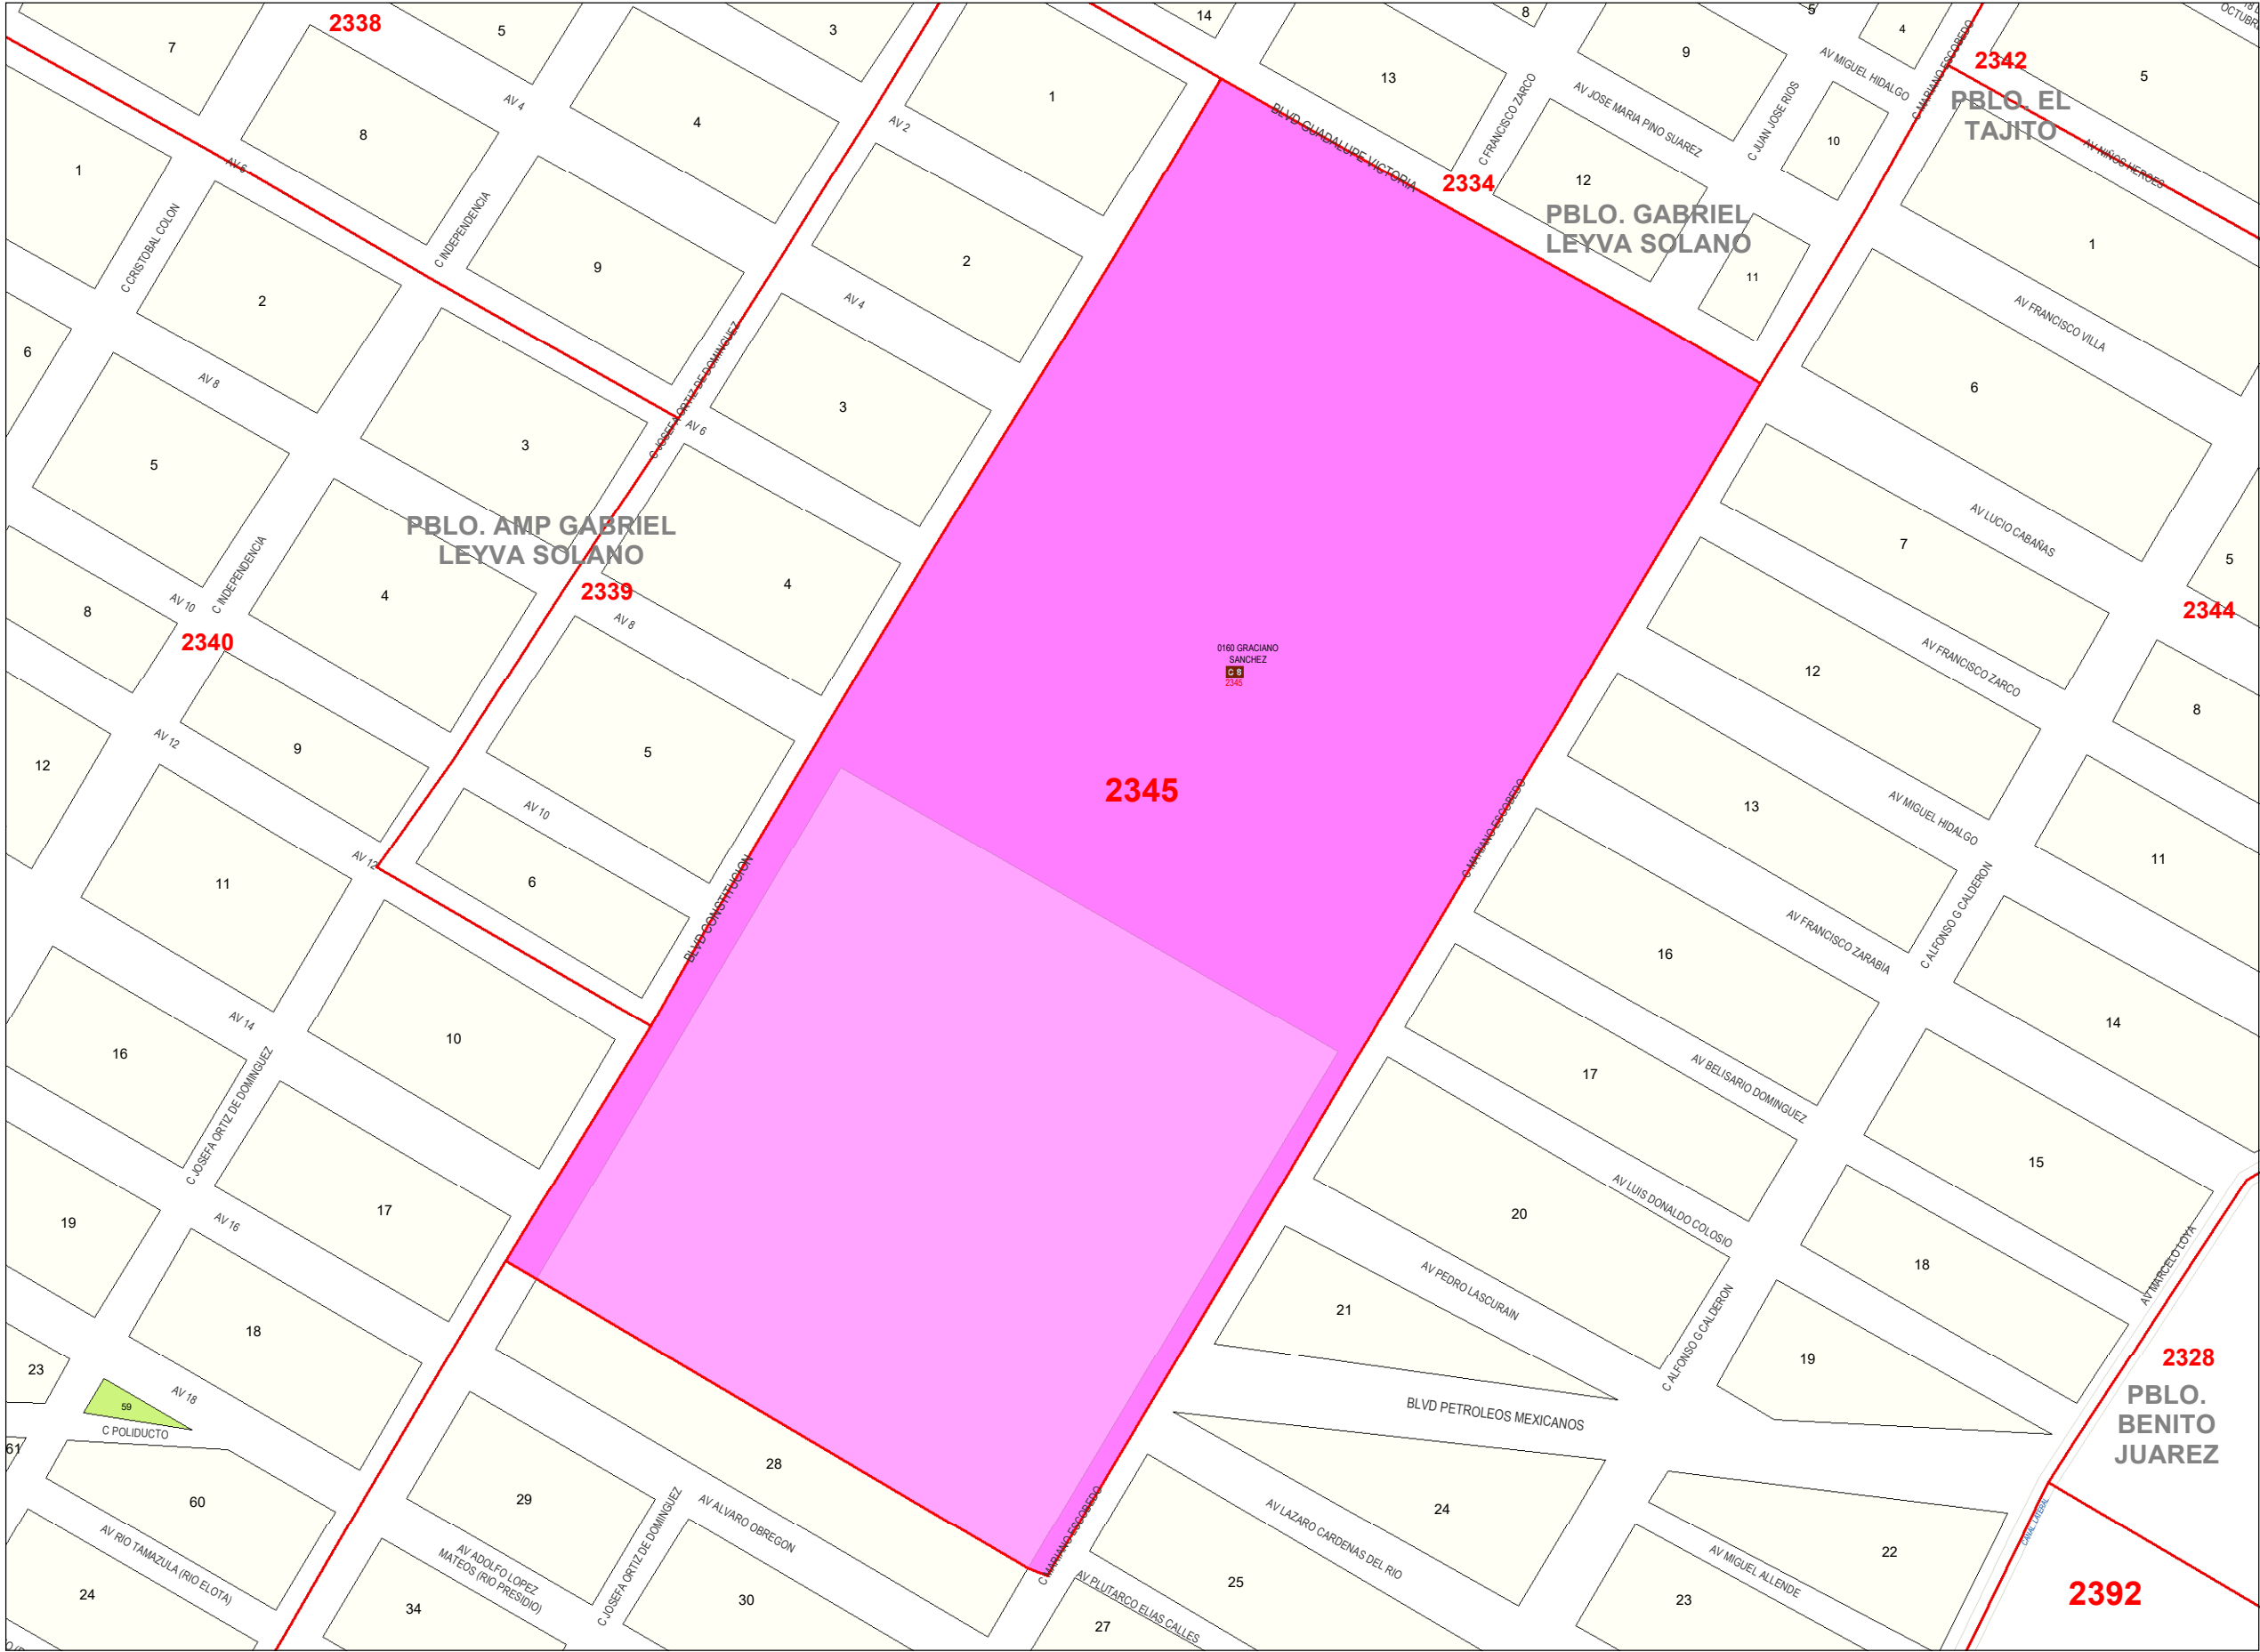 2338
5
3
14
8
5
4
OCTUBRE
7
9
2342
5
13
1
AV MIGUEL HIDALGO
C MARIANO ESCOBEDO
PBLO. EL
TAJITO
AV 4
4
AV 2
8
BLVD GUADALUPE VICTORIA
C FRANCISCO ZARCO
AV JOSE MARIA PINO SUAREZ
C JUAN JOSE RIOS
10
AV NIÑOS HEROES
1
AV 6
2334
12
PBLO. GABRIEL
LEYVA SOLANO
1
C CRISTOBAL COLON
C INDEPENDENCIA
9
2
11
2
AV 4
AV FRANCISCO VILLA
6
AV 8
3
C JOSEFA ORTIZ DE DOMINGUEZ
AV 6
3
6
5
PBLO. AMP GABRIEL
LEYVA SOLANO
AV LUCIO CABAÑAS
7
5
AV 10
C INDEPENDENCIA
4
2339
4
8
2340
AV 8
2344
0160 GRACIANO
SANCHEZ
C B
2345
AV FRANCISCO ZARCO
12
8
AV 12
9
12
5
2345
AV 10
13
AV MIGUEL HIDALGO
C MARIANO ESCOBEDO
11
AV 12
11
6
BLVD CONSTITUCION
C ALFONSO G CALDERON
AV FRANCISCO ZARABIA
16
AV 14
10
16
14
17
AV BELISARIO DOMINGUEZ
C JOSEFA ORTIZ DE DOMINGUEZ
15
17
19
AV 16
20
AV LUIS DONALDO COLOSIO
18
AV MARCELO LOYA
AV PEDRO LASCURAIN
21
18
C ALFONSO G CALDERON
19
2328
23
AV 18
59
C POLIDUCTO
BLVD PETROLEOS MEXICANOS
PBLO.
BENITO
JUAREZ
61
28
60
29
AV ALVARO OBREGON
C MARIANO ESCOBEDO
AV LAZARO CARDENAS DEL RIO
24
CANAL LATERAL
AV RIO TAMAZULA (RIO ELOTA)
AV ADOLFO LOPEZ
MATEOS (RIO PRESIDIO)
C JOSEFA ORTIZ DE DOMINGUEZ
22
AV MIGUEL ALLENDE
25
AV PLUTARCO ELIAS CALLES
24
34
30
27
23
2392